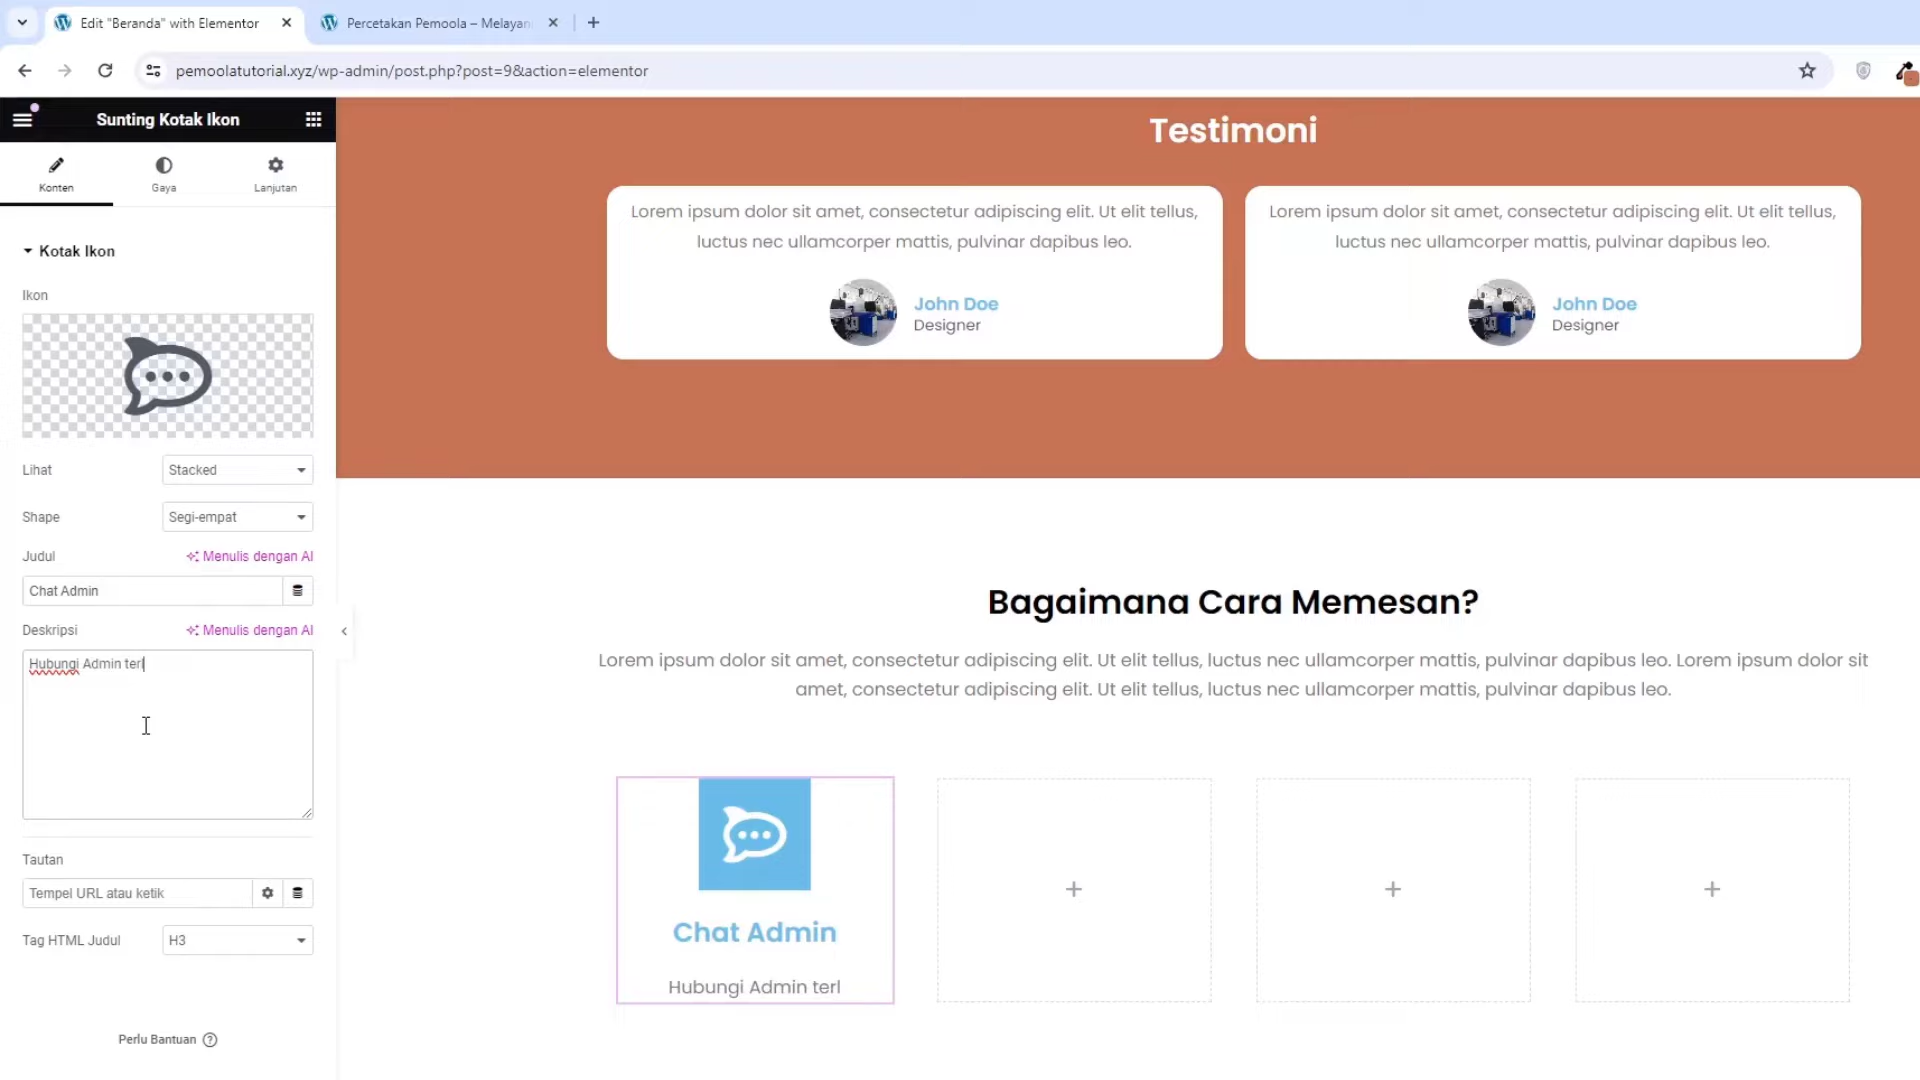 Edit "Beranda" with Elementor
Percetakan Pemoola – Melayan
pemoolatutorial.xyz/wp-admin/post.php?post=9&action=elementor
Sunting Kotak Ikon
Konten
Gaya
Lanjutan
Kotak Ikon
Ikon
Lihat
Stacked
Shape
Segi-empat
Judul
Menulis dengan AI
Chat Admin
Deskripsi
Menulis dengan AI
Hubungi Admin terl
Tautan
Tempel URL atau ketik
Tag HTML Judul
H3
Perlu Bantuan
Testimoni
Lorem ipsum dolor sit amet, consectetur adipiscing elit. Ut elit tellus,
luctus nec ullamcorper mattis, pulvinar dapibus leo.
John Doe
Designer
Lorem ipsum dolor sit amet, consectetur adipiscing elit. Ut elit tellus,
luctus nec ullamcorper mattis, pulvinar dapibus leo.
John Doe
Designer
Bagaimana Cara Memesan?
Lorem ipsum dolor sit amet, consectetur adipiscing elit. Ut elit tellus, luctus nec ullamcorper mattis, pulvinar dapibus leo. Lorem ipsum dolor sit
amet, consectetur adipiscing elit. Ut elit tellus, luctus nec ullamcorper mattis, pulvinar dapibus leo.
Chat Admin
Hubungi Admin terl